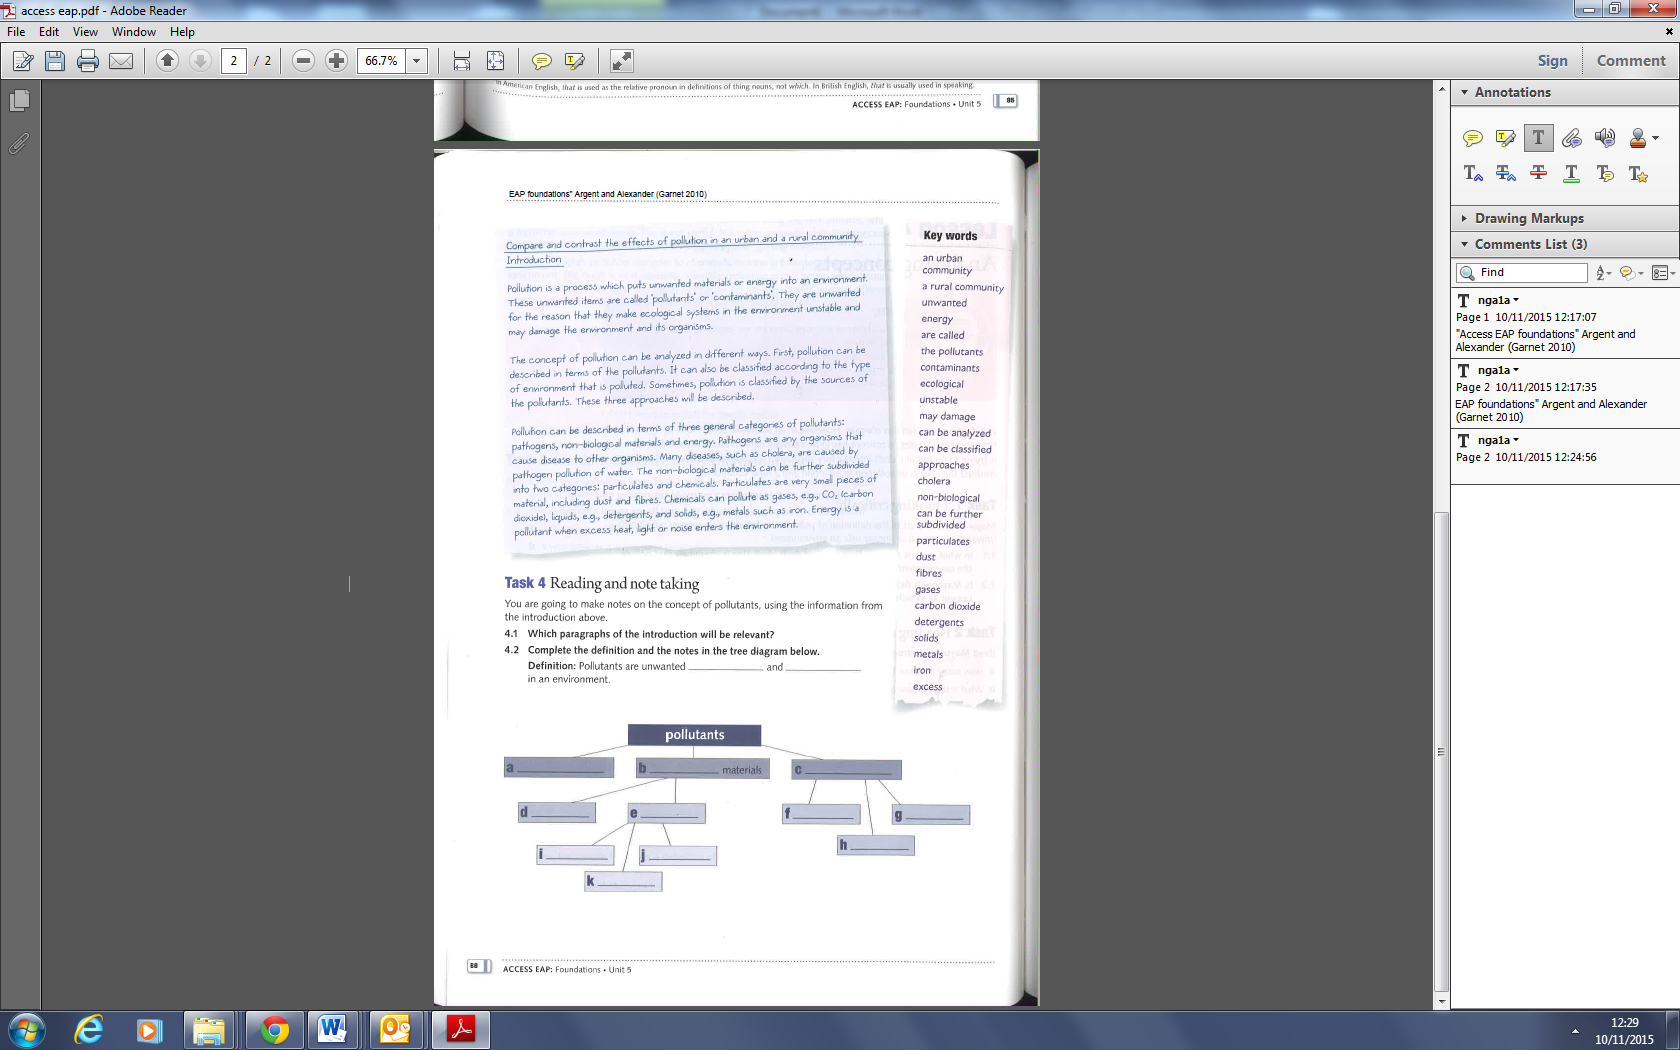 access eap.pdf - Adobe Reader
File Edit View Window Help
2 / 2
66.7%
Sign
Comment
in American English, that is used as the relative pronoun in definitions of thing nouns, not which. In British English, that is usually used in speaking.
ACCESS EAP: Foundations • Unit 5
85
EAP foundations" Argent and Alexander (Garnet 2010)
Compare and contrast the effects of pollution in an urban and a rural community
Introduction
Pollution is a process which puts unwanted materials or energy into an environment.
These unwanted items are called 'pollutants' or 'contaminants'. They are unwanted
for the reason that they make ecological systems in the environment unstable and
may damage the environment and its organisms.
The concept of pollution can be analyzed in different ways. First, pollution can be
described in terms of the pollutants. It can also be classified according to the type
of environment that is polluted. Sometimes, pollution is classified by the sources of
the pollutants. These three approaches will be described.
Pollution can be described in terms of three general categories of pollutants:
pathogens, non-biological materials and energy. Pathogens are any organisms that
cause disease to other organisms. Many diseases, such as cholera, are caused by
pathogen pollution of water. The non-biological materials can be further subdivided
into two categories: particulates and chemicals. Particulates are very small pieces of
material, including dust and fibres. Chemicals can pollute as gases, e.g., CO₂ (carbon
dioxide), liquids, e.g., detergents, and solids, e.g., metals such as iron. Energy is a
pollutant when excess heat, light or noise enters the environment.
Key words
an urban
community
a rural community
unwanted
energy
are called
the pollutants
contaminants
ecological
unstable
may damage
can be analyzed
can be classified
approaches
cholera
non-biological
can be further
subdivided
particulates
dust
fibres
gases
carbon dioxide
detergents
solids
metals
iron
excess
Task 4 Reading and note taking
You are going to make notes on the concept of pollutants, using the information from
the introduction above.
4.1 Which paragraphs of the introduction will be relevant?
4.2 Complete the definition and the notes in the tree diagram below.
Definition: Pollutants are unwanted ____________ and ____________
in an environment.
pollutants
a ____________
b ____________ materials
c ____________
d ____________
e ____________
f ____________
g ____________
h ____________
i ____________
j ____________
k ____________
88
ACCESS EAP: Foundations • Unit 5
Annotations
Drawing Markups
Comments List (3)
Find
nga1a
Page 1 10/11/2015 12:17:07
"Access EAP foundations" Argent and
Alexander (Garnet 2010)
nga1a
Page 2 10/11/2015 12:17:35
EAP foundations" Argent and Alexander
(Garnet 2010)
nga1a
Page 2 10/11/2015 12:24:56
12:29
10/11/2015